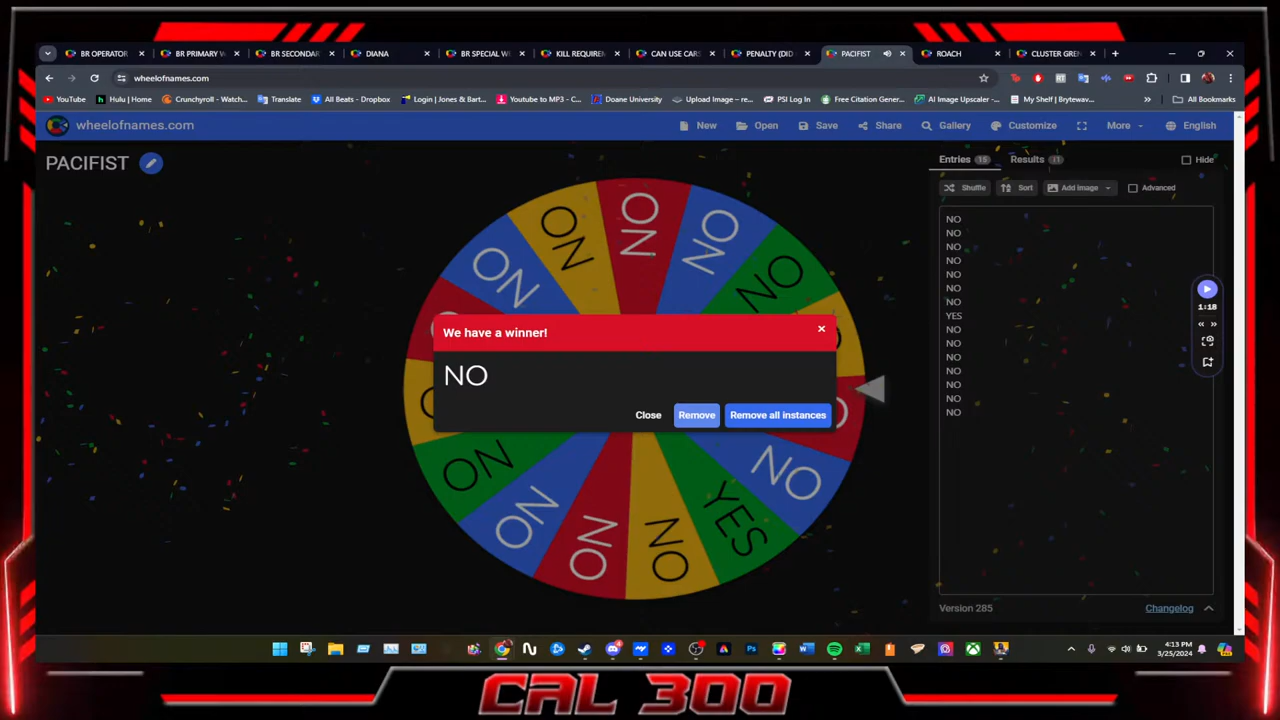 BR OPERATOR
BR PRIMARY W
BR SECONDAR
DIANA
BR SPECIAL WE
KILL REQUIREM
CAN USE CARS
PENALTY (DID
PACIFIST
ROACH
CLUSTER GREN
wheelofnames.com
YouTube
Hulu | Home
Crunchyroll - Watch...
Translate
All Beats - Dropbox
Login | Jones & Bart...
Youtube to MP3 - C...
Doane University
Upload Image – re...
PSI Log In
Free Citation Gener...
AI Image Upscaler -...
My Shelf | Brytewav...
All Bookmarks
wheelofnames.com
New
Open
Save
Share
Gallery
Customize
More
English
PACIFIST
Entries 15
Results
Hide
Shuffle
Sort
Add Image
Advanced
NO
NO
NO
NO
NO
NO
NO
YES
NO
NO
NO
NO
NO
NO
NO
1:18
NO
NO
NO
NO
NO
NO
YES
NO
NO
NO
NO
We have a winner!
NO
Close
Remove
Remove all instances
Version 285
Changelog
4:13 PM
3/25/2024
CAL 300